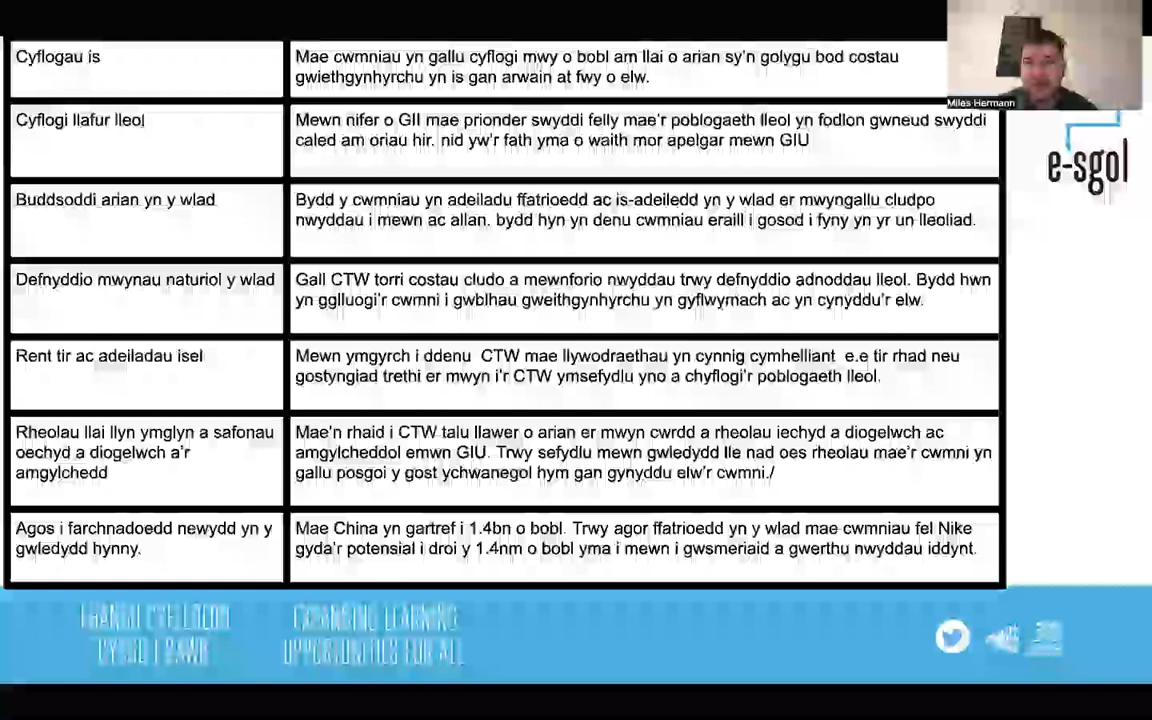 Cyflogau is
Mae cwmniau yn gallu cyflogi mwy o bobl am llai o arian sy'n golygu bod costau
gwiethgynhyrchu yn is gan arwain at fwy o elw.
Cyflogi llafur lleol
Mewn nifer o GII mae prionder swyddi felly mae'r poblogaeth lleol yn fodlon gwneud swyddi
caled am oriau hir. nid yw'r fath yma o waith mor apelgar mewn GIU
Buddsoddi arian yn y wlad
Bydd y cwmniau yn adeiladu ffatrioedd ac is-adeiledd yn y wlad er mwyngallu cludpo
nwyddau i mewn ac allan. bydd hyn yn denu cwmniau eraill i gosod i fyny yn yr un lleoliad.
Defnyddio mwynau naturiol y wlad
Gall CTW torri costau cludo a mewnforio nwyddau trwy defnyddio adnoddau lleol. Bydd hwn
yn gglluogi'r cwmni i gwblhau gweithgynhyrchu yn gyflwymach ac yn cynyddu'r elw.
Rent tir ac adeiladau isel
Mewn ymgyrch i ddenu CTW mae llywodraethau yn cynnig cymhelliant e.e tir rhad neu
gostyngiad trethi er mwyn i'r CTW ymsefydlu yno a chyflogi'r poblogaeth lleol.
Rheolau llai llyn ymglyn a safonau
oechyd a diogelwch a'r
amgylchedd
Mae'n rhaid i CTW talu llawer o arian er mwyn cwrdd a rheolau iechyd a diogelwch ac
amgylcheddol emwn GIU. Trwy sefydlu mewn gwledydd lle nad oes rheolau mae'r cwmni yn
gallu posgoi y gost ychwanegol hym gan gynyddu elw'r cwmni./
Agos i farchnadoedd newydd yn y
gwledydd hynny.
Mae China yn gartref i 1.4bn o bobl. Trwy agor ffatrioedd yn y wlad mae cwmniau fel Nike
gyda'r potensial i droi y 1.4nm o bobl yma i mewn i gwsmeriaid a gwerthu nwyddau iddynt.
Miles Hermann
e-sgol
EXPANDING LEARNING
OPPORTUNITIES FOR ALL